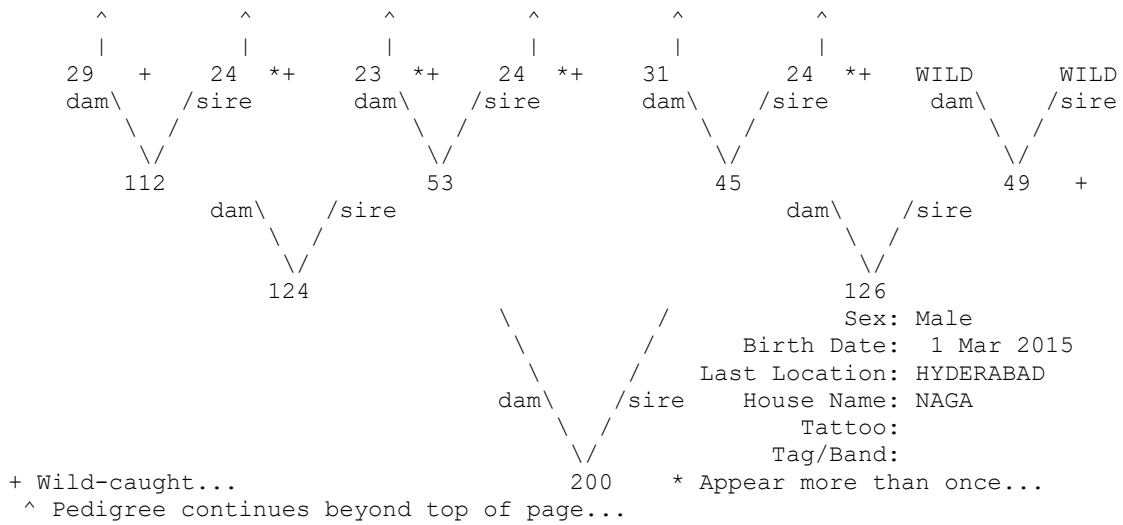 ^ ^ ^ ^ ^ ^
| | | | | |
29 + 24 *+ 23 *+ 24 *+ 31 24 *+ WILD WILD
dam\ /sire dam\ /sire dam\ /sire dam\ /sire
\ / \ / \ / \ /
\/ \/ \/ \/
112 53 45 49 +
dam\ /sire dam\ /sire
\ / \ /
\/ \/
124 126
\ / Sex: Male
\ / Birth Date: 1 Mar 2015
\ / Last Location: HYDERABAD
dam\ /sire House Name: NAGA
\ / Tattoo:
\/ Tag/Band:
+ Wild-caught... 200 * Appear more than once...
^ Pedigree continues beyond top of page...